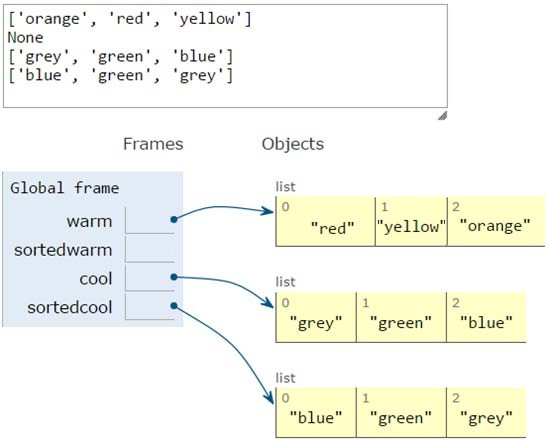 ['orange', 'red', 'yellow']
None
['grey', 'green', 'blue']
['blue', 'green', 'grey']
Frames Objects
Global frame
warm
sortedwarm
cool
sortedcool
list
0 1 2
"red" "yellow" "orange"
list
0 1 2
"grey" "green" "blue"
list
0 1 2
"blue" "green" "grey"